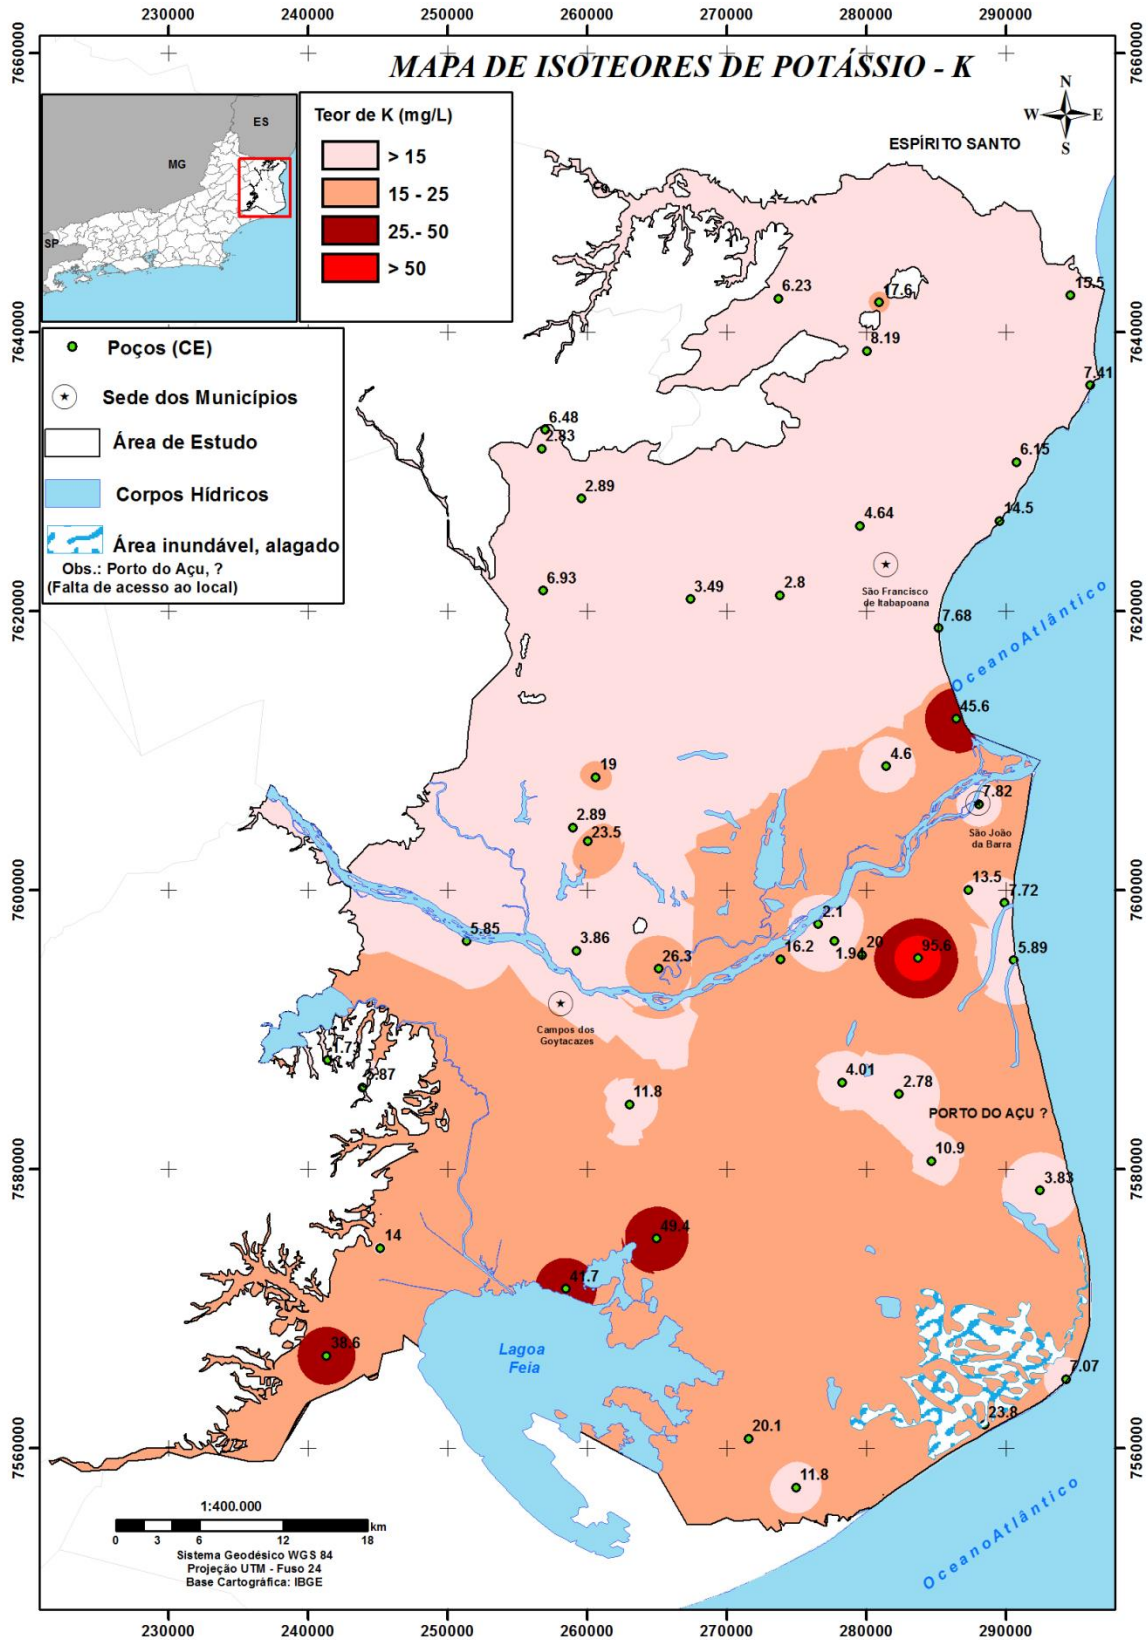 230000 240000 250000 260000 270000 280000 290000
7660000 7660000
MAPA DE ISOTEORES DE POTÁSSIO - K
N
W E
S
ES
MG
SP
Teor de K (mg/L)
> 15
15 - 25
25.- 50
> 50
ESPÍRITO SANTO
6.23
17.6
15.5
7640000 7640000
8.19
7.41
Poços (CE)
Sede dos Municípios
Área de Estudo
Corpos Hídricos
Área inundável, alagado
Obs.: Porto do Açu, ?
(Falta de acesso ao local)
6.48
2.83
6.15
2.89
14.5
4.64
6.93
3.49
2.8
São Francisco
de Itabapoana
7620000 7620000
7.68
Oceano Atlântico
45.6
4.6
19
7.82
2.89
23.5
São João
da Barra
7600000 7600000
13.5
7.72
2.1
5.85
3.86
26.3
16.2
1.94
20
95.6
5.89
Campos dos
Goytacazes
1.73
4.01
2.78
11.8
PORTO DO AÇU ?
10.9
7580000 7580000
3.83
14
49.4
41.7
38.6
Lagoa
Feia
7.07
23.8
20.1
7560000 7560000
11.8
1:400.000
0 3 6 12 18 km
Sistema Geodésico WGS 84
Projeção UTM - Fuso 24
Base Cartográfica: IBGE
Oceano Atlântico
230000 240000 250000 260000 270000 280000 290000